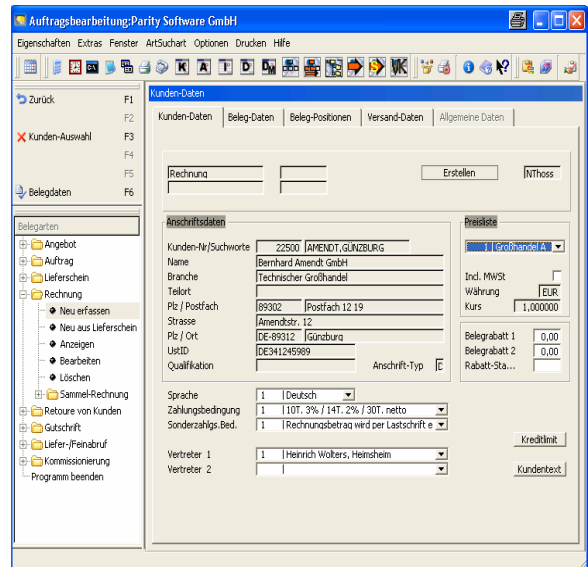 Auftragsbearbeitung:Parity Software GmbH
Eigenschaften Extras Fenster ArtSuchart Optionen Drucken Hilfe
K A F D DM $ VK
Zurück F1
F2
Kunden-Auswahl F3
F4
F5
Belegdaten F6
Belegarten
Angebot
Auftrag
Lieferschein
Rechnung
Neu erfassen
Neu aus Lieferschein
Anzeigen
Bearbeiten
Löschen
Sammel-Rechnung
Retoure von Kunden
Gutschrift
Liefer-/Feinabruf
Kommissionierung
Programm beenden
Kunden-Daten
Kunden-Daten Beleg-Daten Beleg-Positionen Versand-Daten Allgemeine Daten
Rechnung Erstellen NThoss
Anschriftsdaten
Kunden-Nr/Suchworte 22500 AMENDT,GÜNZBURG
Name Bernhard Amendt GmbH
Branche Technischer Großhandel
Teilort
Plz / Postfach 89302 Postfach 12 19
Strasse Amendtstr. 12
Plz / Ort DE-89312 Günzburg
UstID DE341245989
Qualifikation Anschrift-Typ
Preisliste
1 | Großhandel A
Incl. MWSt
Währung EUR
Kurs 1,000000
Belegrabatt 1 0,00
Belegrabatt 2 0,00
Rabatt-Sta...
Sprache 1 | Deutsch
Zahlungsbedingung 1 | 10T. 3% / 14T. 2% / 30T. netto
Sonderzahlgs.Bed. 1 | Rechnungsbetrag wird per Lastschrift e
Vertreter 1 1 | Heinrich Wolters, Heimsheim
Vertreter 2 |
Kreditlimit
Kundentext